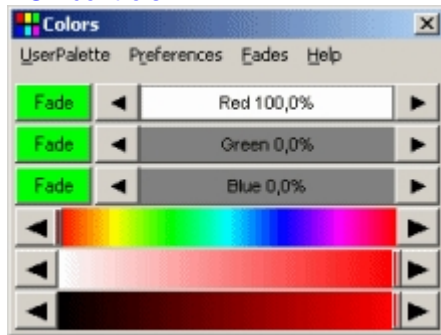 Colors
UserPalette Preferences Fades Help
Fade Red 100,0%
Fade Green 0,0%
Fade Blue 0,0%